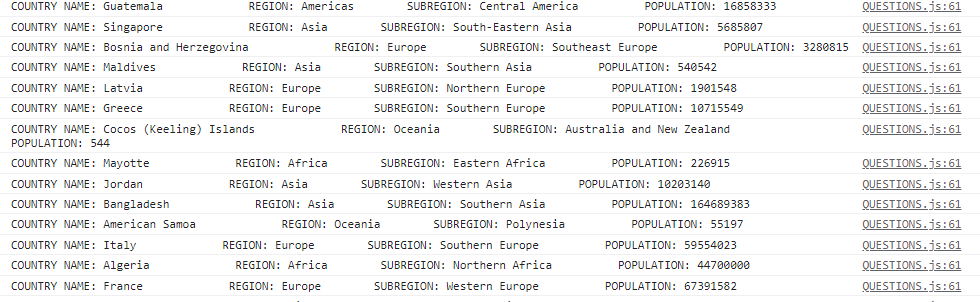 COUNTRY NAME: Guatemala REGION: Americas SUBREGION: Central America POPULATION: 16858333 QUESTIONS.js:61
COUNTRY NAME: Singapore REGION: Asia SUBREGION: South-Eastern Asia POPULATION: 5685807 QUESTIONS.js:61
COUNTRY NAME: Bosnia and Herzegovina REGION: Europe SUBREGION: Southeast Europe POPULATION: 3280815 QUESTIONS.js:61
COUNTRY NAME: Maldives REGION: Asia SUBREGION: Southern Asia POPULATION: 540542 QUESTIONS.js:61
COUNTRY NAME: Latvia REGION: Europe SUBREGION: Northern Europe POPULATION: 1901548 QUESTIONS.js:61
COUNTRY NAME: Greece REGION: Europe SUBREGION: Southern Europe POPULATION: 10715549 QUESTIONS.js:61
COUNTRY NAME: Cocos (Keeling) Islands REGION: Oceania SUBREGION: Australia and New Zealand QUESTIONS.js:61
POPULATION: 544
COUNTRY NAME: Mayotte REGION: Africa SUBREGION: Eastern Africa POPULATION: 226915 QUESTIONS.js:61
COUNTRY NAME: Jordan REGION: Asia SUBREGION: Western Asia POPULATION: 10203140 QUESTIONS.js:61
COUNTRY NAME: Bangladesh REGION: Asia SUBREGION: Southern Asia POPULATION: 164689383 QUESTIONS.js:61
COUNTRY NAME: American Samoa REGION: Oceania SUBREGION: Polynesia POPULATION: 55197 QUESTIONS.js:61
COUNTRY NAME: Italy REGION: Europe SUBREGION: Southern Europe POPULATION: 59554023 QUESTIONS.js:61
COUNTRY NAME: Algeria REGION: Africa SUBREGION: Northern Africa POPULATION: 44700000 QUESTIONS.js:61
COUNTRY NAME: France REGION: Europe SUBREGION: Western Europe POPULATION: 67391582 QUESTIONS.js:61